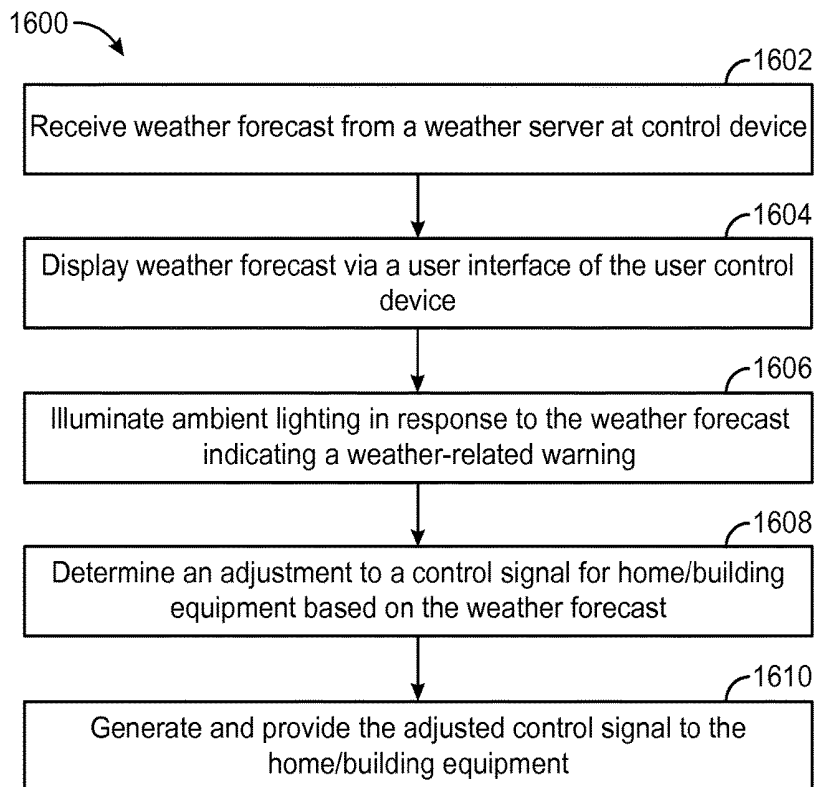 1600
1602
Receive weather forecast from a weather server at control device
1604
Display weather forecast via a user interface of the user control
device
1606
Illuminate ambient lighting in response to the weather forecast
indicating a weather-related warning
1608
Determine an adjustment to a control signal for home/building
equipment based on the weather forecast
1610
Generate and provide the adjusted control signal to the
home/building equipment